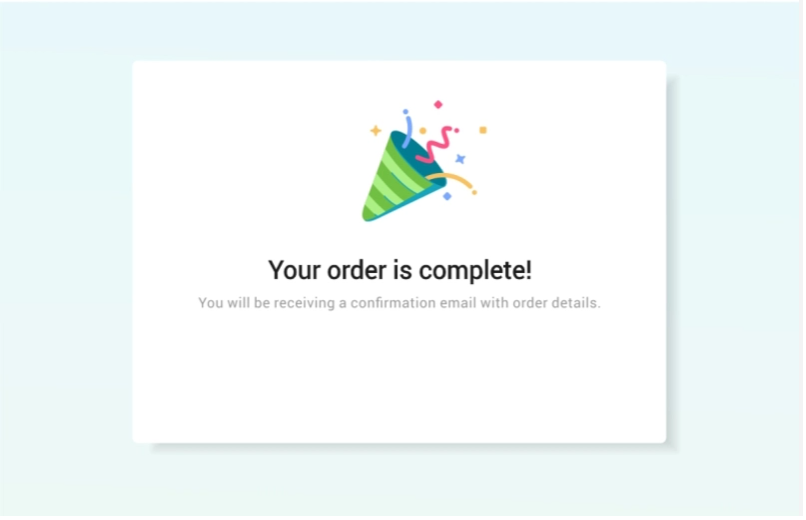 Your order is complete!
You will be receiving a confirmation email with order details.